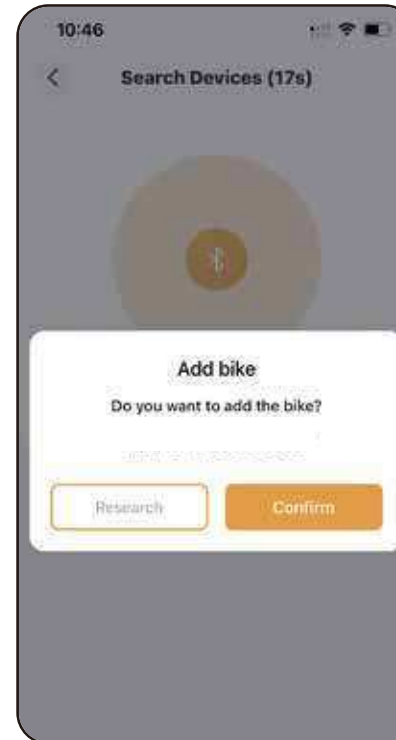 10:46
Search Devices (17s)
Add bike
Do you want to add the bike?
Research
Confirm